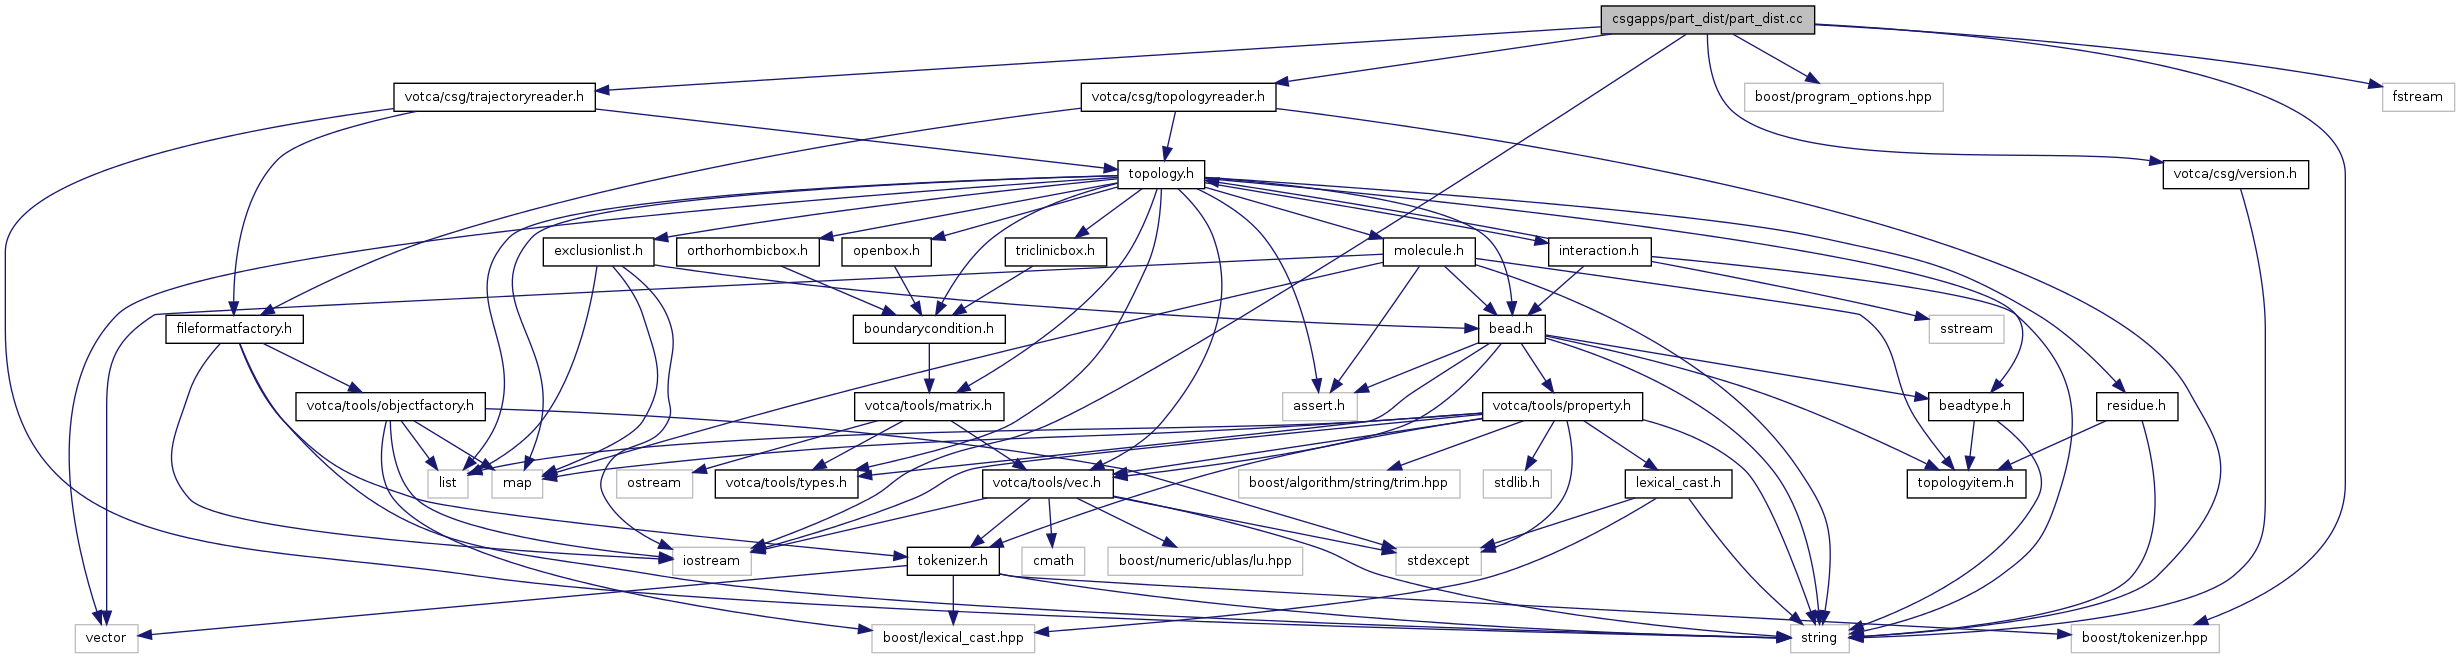 csgapps/part_dist/part_dist.cc
votca/csg/trajectoryreader.h
votca/csg/topologyreader.h
boost/program_options.hpp
fstream
topology.h
votca/csg/version.h
exclusionlist.h
orthorhombicbox.h
openbox.h
triclinicbox.h
molecule.h
interaction.h
fileformatfactory.h
boundarycondition.h
bead.h
sstream
votca/tools/objectfactory.h
votca/tools/matrix.h
assert.h
votca/tools/property.h
beadtype.h
residue.h
list
map
ostream
votca/tools/types.h
votca/tools/vec.h
boost/algorithm/string/trim.hpp
stdlib.h
lexical_cast.h
topologyitem.h
iostream
tokenizer.h
cmath
boost/numeric/ublas/lu.hpp
stdexcept
vector
boost/lexical_cast.hpp
string
boost/tokenizer.hpp